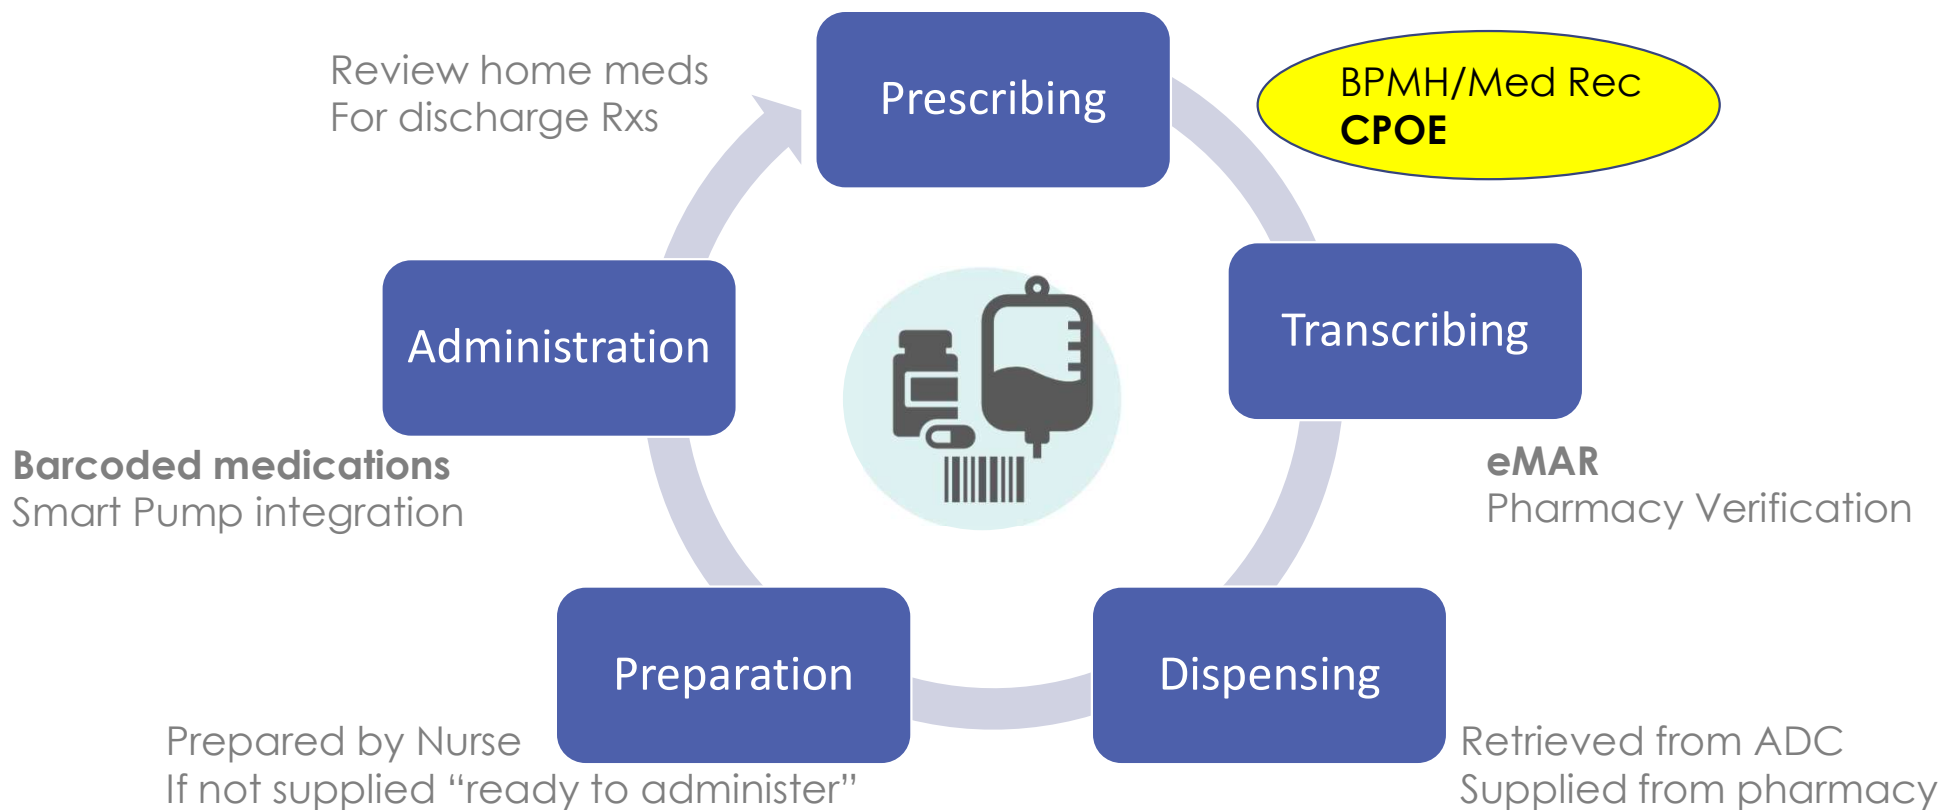 Review home meds
For discharge Rxs
Prescribing
BPMH/Med Rec
CPOE
Transcribing
eMAR
Pharmacy Verification
Dispensing
Retrieved from ADC
Supplied from pharmacy
Preparation
Prepared by Nurse
If not supplied “ready to administer”
Administration
Barcoded medications
Smart Pump integration